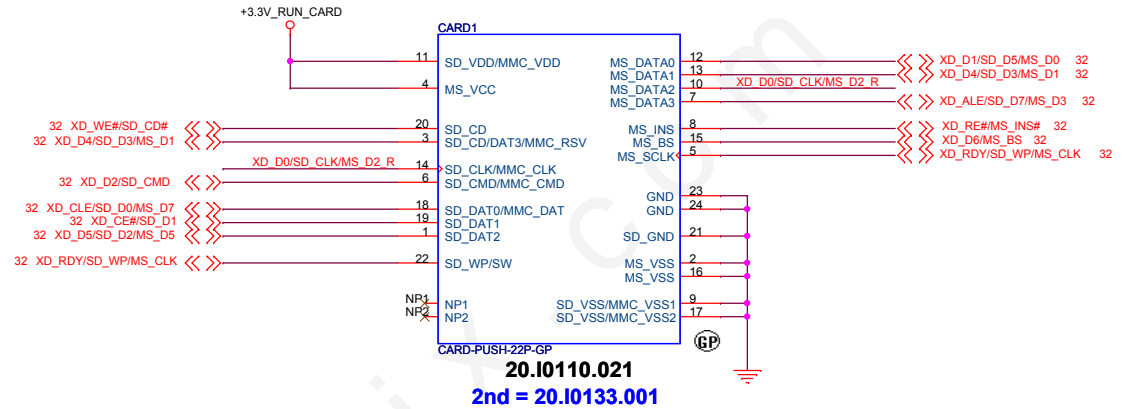 +3.3V_RUN_CARD
CARD1
11 SD_VDD/MMC_VDD
4 MS_VCC
32 XD_WE#/SD_CD# 20 SD_CD
32 XD_D4/SD_D3/MS_D1 3 SD_CD/DAT3/MMC_RSV
XD_D0/SD_CLK/MS_D2_R 14 SD_CLK/MMC_CLK
32 XD_D2/SD_CMD 6 SD_CMD/MMC_CMD
32 XD_CLE/SD_D0/MS_D7 18 SD_DAT0/MMC_DAT
32 XD_CE#/SD_D1 19 SD_DAT1
32 XD_D5/SD_D2/MS_D5 1 SD_DAT2
32 XD_RDY/SD_WP/MS_CLK 22 SD_WP/SW
NP1 NP1
NP2 NP2
MS_DATA0 12 XD_D1/SD_D5/MS_D0 32
MS_DATA1 13 XD_D4/SD_D3/MS_D1 32
MS_DATA2 10 XD_D0/SD_CLK/MS_D2_R
MS_DATA3 7 XD_ALE/SD_D7/MS_D3 32
MS_INS 8 XD_RE#/MS_INS# 32
MS_BS 15 XD_D6/MS_BS 32
MS_SCLK 5 XD_RDY/SD_WP/MS_CLK 32
GND 23
GND 24
SD_GND 21
MS_VSS 2
MS_VSS 16
SD_VSS/MMC_VSS1 9
SD_VSS/MMC_VSS2 17
GP
CARD-PUSH-22P-GP
20.I0110.021
2nd = 20.I0133.001